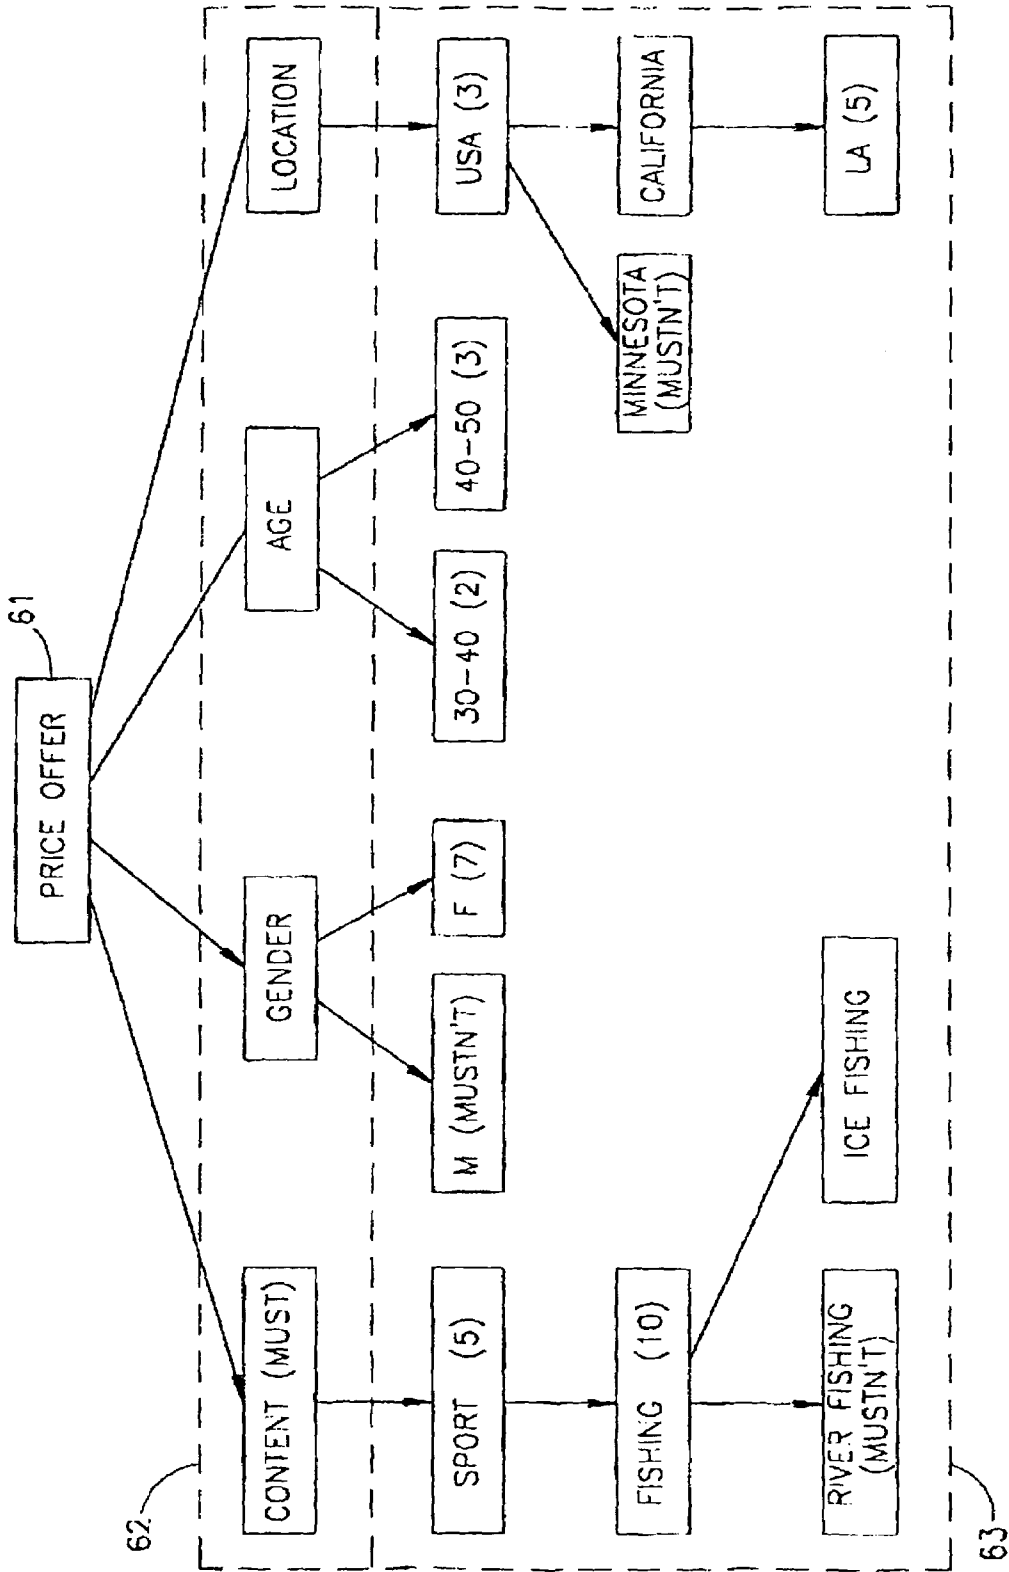 PRICE OFFER
61
62
CONTENT (MUST)
GENDER
AGE
LOCATION
SPORT (5)
M (MUSTN'T)
F (7)
30-40 (2)
40-50 (3)
USA (3)
FISHING (10)
MINNESOTA
(MUSTN'T)
CALIFORNIA
RIVER FISHING
(MUSTN'T)
ICE FISHING
LA (5)
63